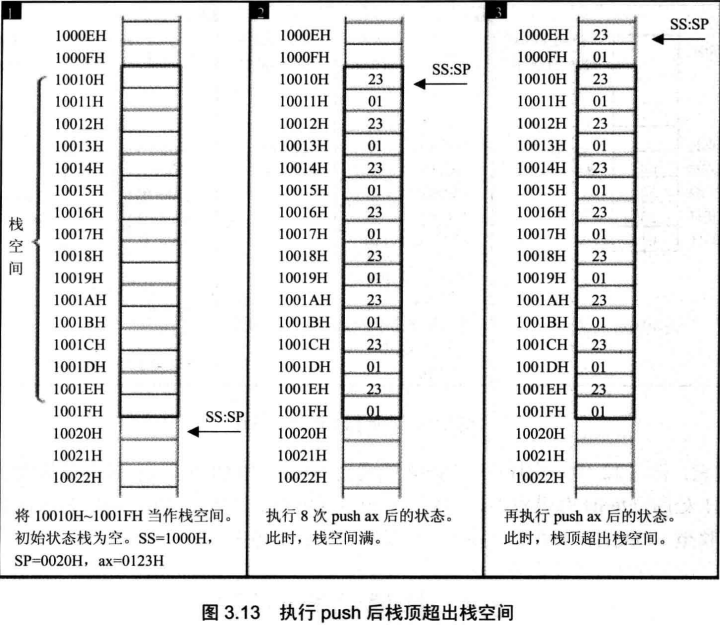 1
1000EH
1000FH
10010H
10011H
10012H
10013H
10014H
10015H
10016H
10017H
10018H
10019H
1001AH
1001BH
1001CH
1001DH
1001EH
1001FH
10020H
10021H
10022H
栈空间
SS:SP
将 10010H~1001FH 当作栈空间。
初始状态栈为空。SS=1000H，
SP=0020H，ax=0123H
2
1000EH
1000FH
10010H 23
10011H 01
10012H 23
10013H 01
10014H 23
10015H 01
10016H 23
10017H 01
10018H 23
10019H 01
1001AH 23
1001BH 01
1001CH 23
1001DH 01
1001EH 23
1001FH 01
10020H
10021H
10022H
SS:SP
执行 8 次 push ax 后的状态。
此时，栈空间满。
3
1000EH 23
1000FH 01
10010H 23
10011H 01
10012H 23
10013H 01
10014H 23
10015H 01
10016H 23
10017H 01
10018H 23
10019H 01
1001AH 23
1001BH 01
1001CH 23
1001DH 01
1001EH 23
1001FH 01
10020H
10021H
10022H
SS:SP
再执行 push ax 后的状态。
此时，栈顶超出栈空间。
图 3.13 执行 push 后栈顶超出栈空间